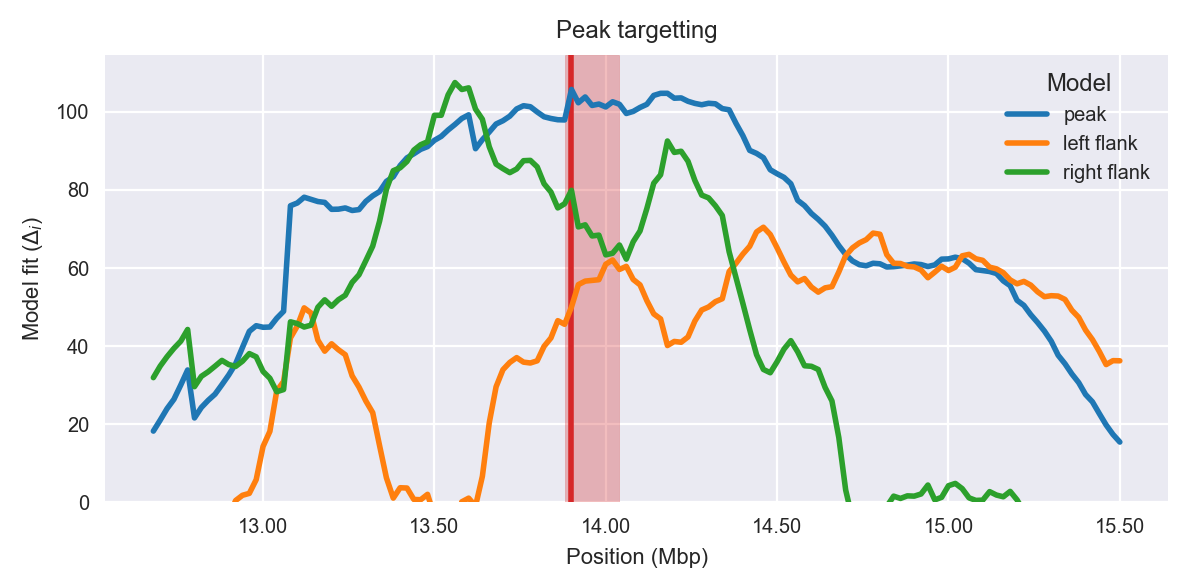 Peak targetting
Model fit (Δᵢ)
100
80
60
40
20
0
Model
peak
left flank
right flank
13.00
13.50
14.00
14.50
15.00
15.50
Position (Mbp)